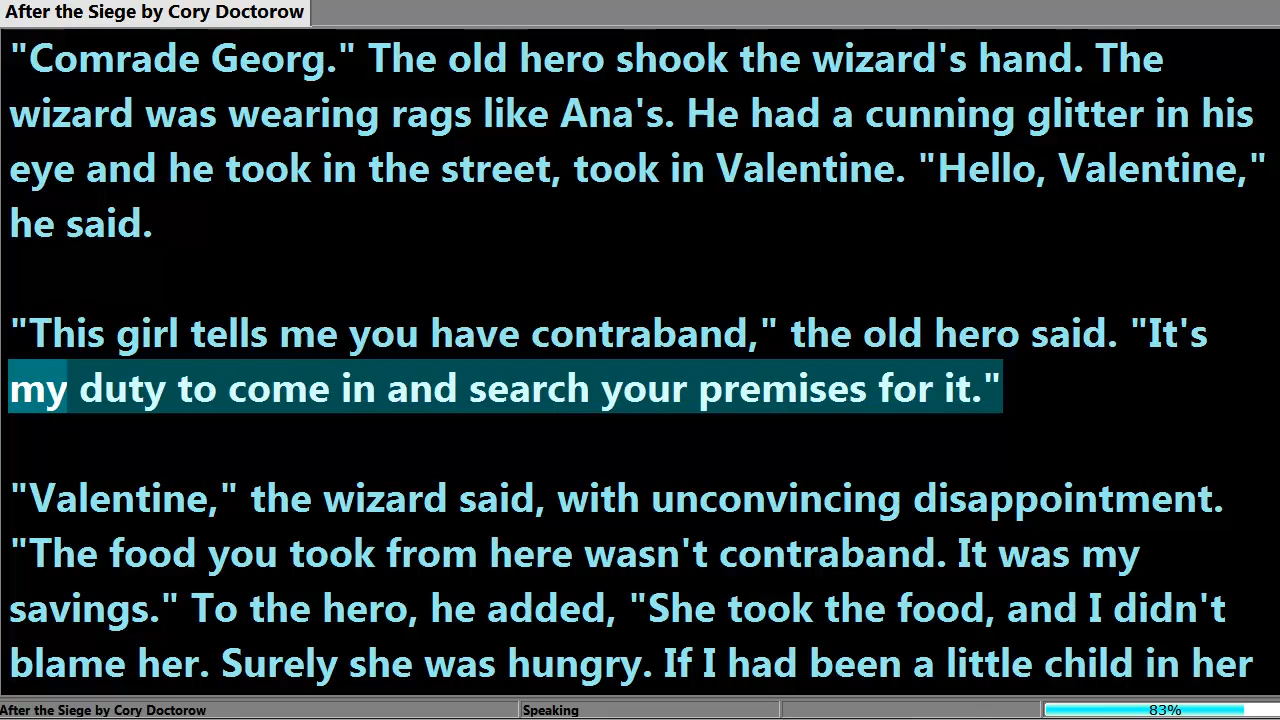 After the Siege by Cory Doctorow
"Comrade Georg." The old hero shook the wizard's hand. The
wizard was wearing rags like Ana's. He had a cunning glitter in his
eye and he took in the street, took in Valentine. "Hello, Valentine,"
he said.
"This girl tells me you have contraband," the old hero said. "It's
my duty to come in and search your premises for it."
"Valentine," the wizard said, with unconvincing disappointment.
"The food you took from here wasn't contraband. It was my
savings." To the hero, he added, "She took the food, and I didn't
blame her. Surely she was hungry. If I had been a little child in her
After the Siege by Cory Doctorow
Speaking
83%